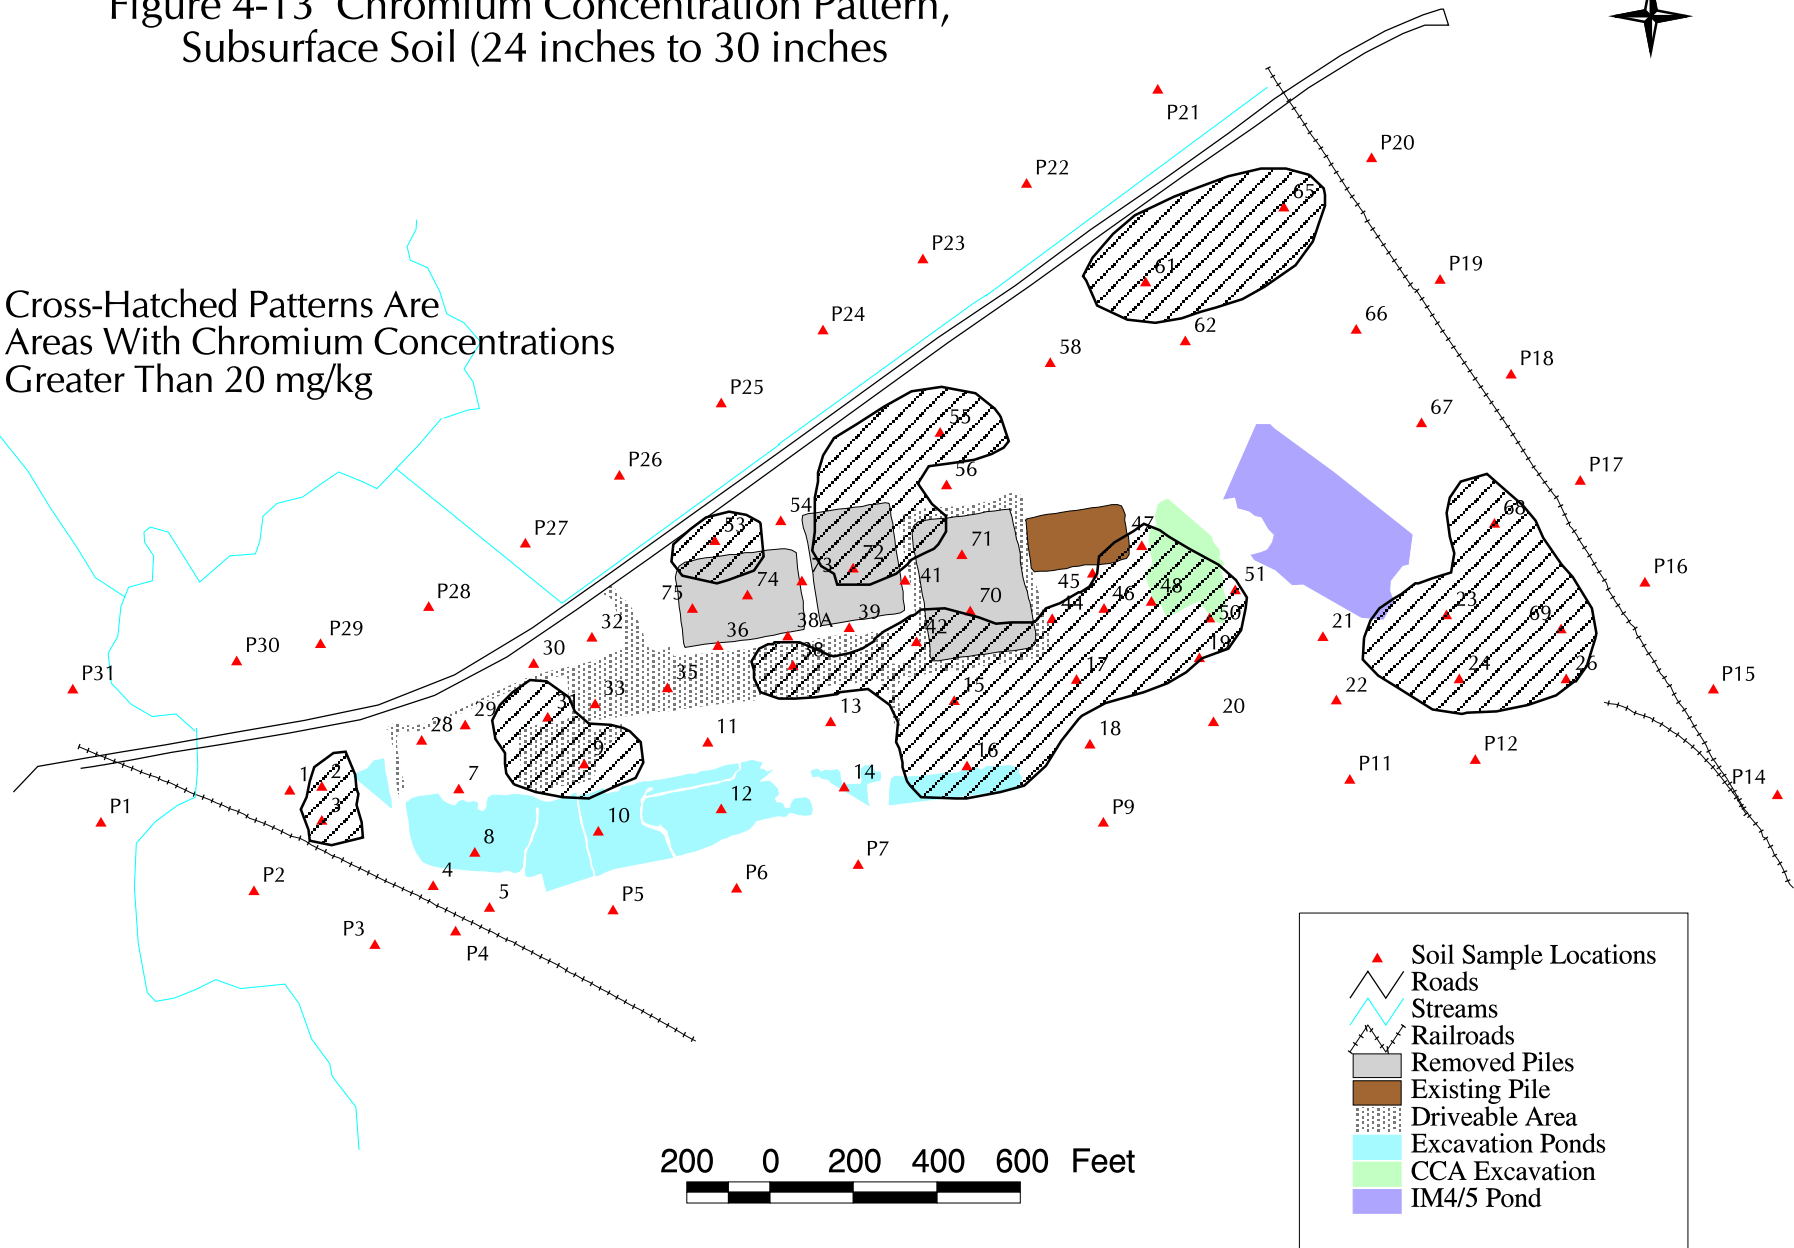 Figure 4-13 Chromium Concentration Pattern,
Subsurface Soil (24 inches to 30 inches
P21
P20
P22
65
P23
P19
61
Cross-Hatched Patterns Are
Areas With Chromium Concentrations
Greater Than 20 mg/kg
P24
62
66
58
P18
P25
55
67
P26
56
P17
54
68
P27
53
47
71
72
73
74
41
45
51
P16
P28
75
70
44
46
48
23
39
38A
50
69
32
36
42
21
P29
P30
30
38
19
P31
35
17
24
26
P15
33
15
22
31
29
13
20
28
11
18
9
16
P12
1
2
7
14
P11
P14
3
12
P1
10
P9
8
P7
4
P2
P6
5
P5
P3
P4
Soil Sample Locations
Roads
Streams
Railroads
Removed Piles
Existing Pile
Driveable Area
Excavation Ponds
CCA Excavation
IM4/5 Pond
200 0 200 400 600 Feet